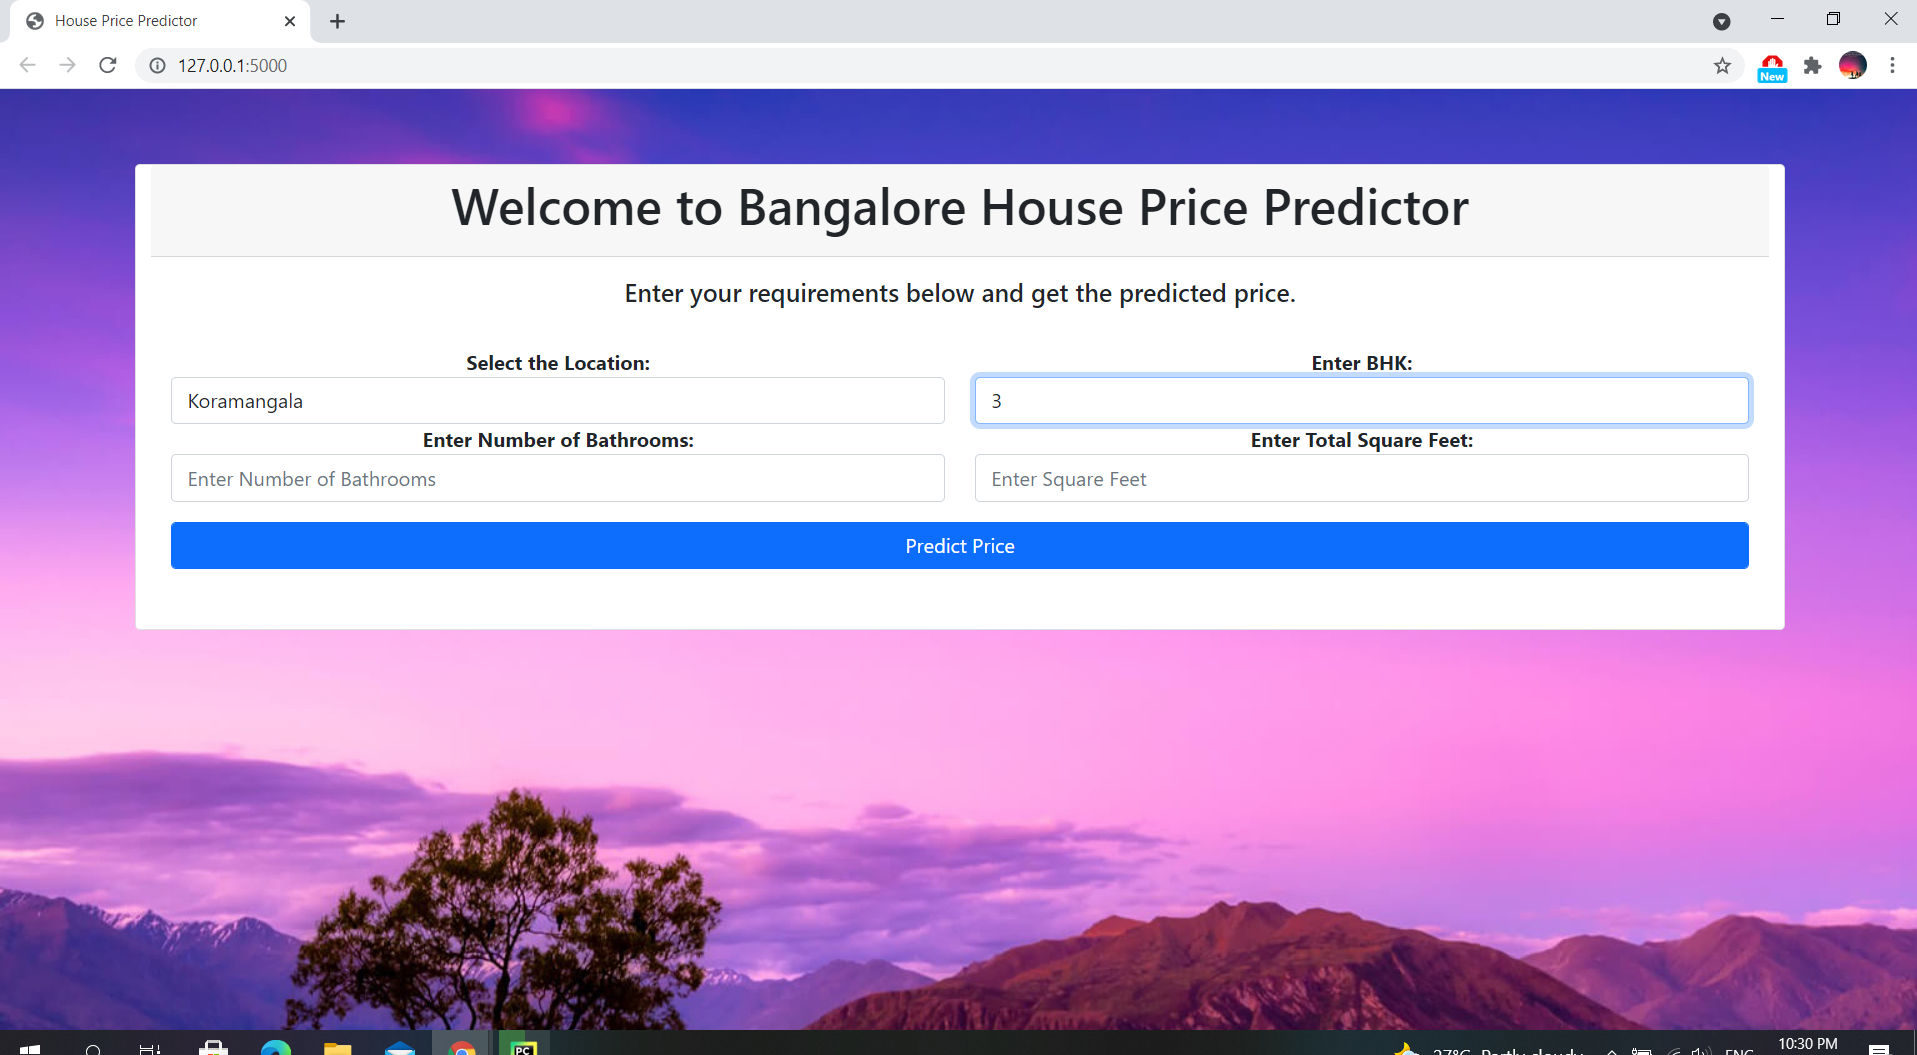 House Price Predictor
127.0.0.1:5000
New
Welcome to Bangalore House Price Predictor
Enter your requirements below and get the predicted price.
Select the Location:
Enter BHK:
Koramangala
3
Enter Number of Bathrooms:
Enter Total Square Feet:
Enter Number of Bathrooms
Enter Square Feet
Predict Price
PC
27°C Partly cloudy
ENG
10:30 PM